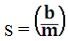 s = (b/m)